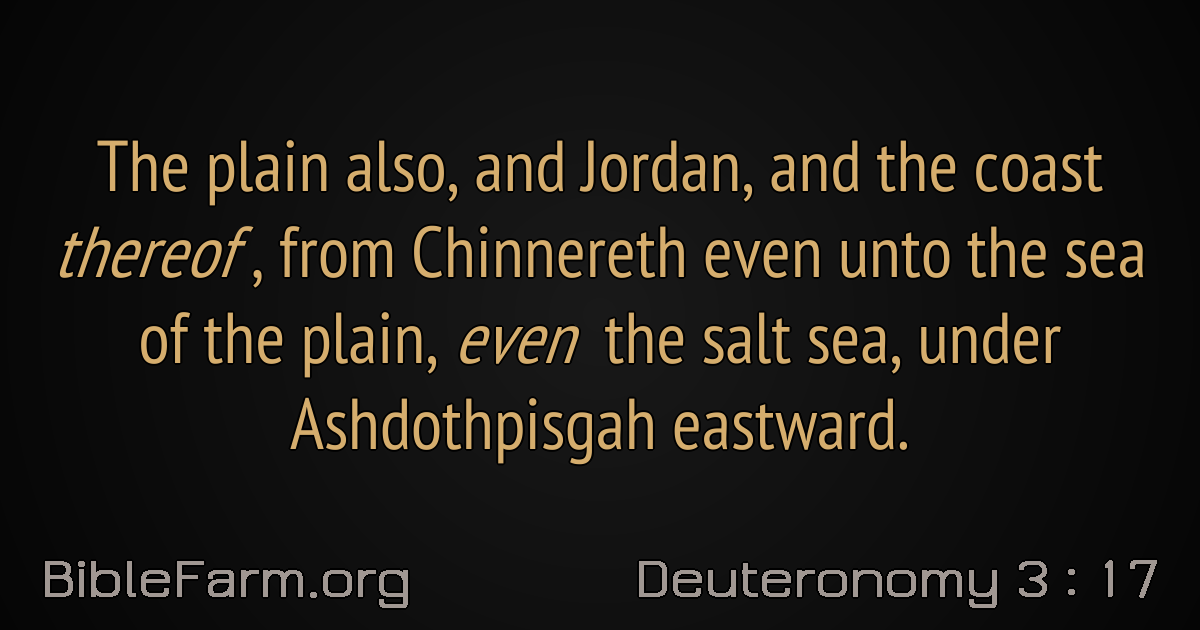 The plain also, and Jordan, and the coast
thereof , from Chinnereth even unto the sea
of the plain, even the salt sea, under
Ashdothpisgah eastward.
BibleFarm.org
Deuteronomy 3 : 17